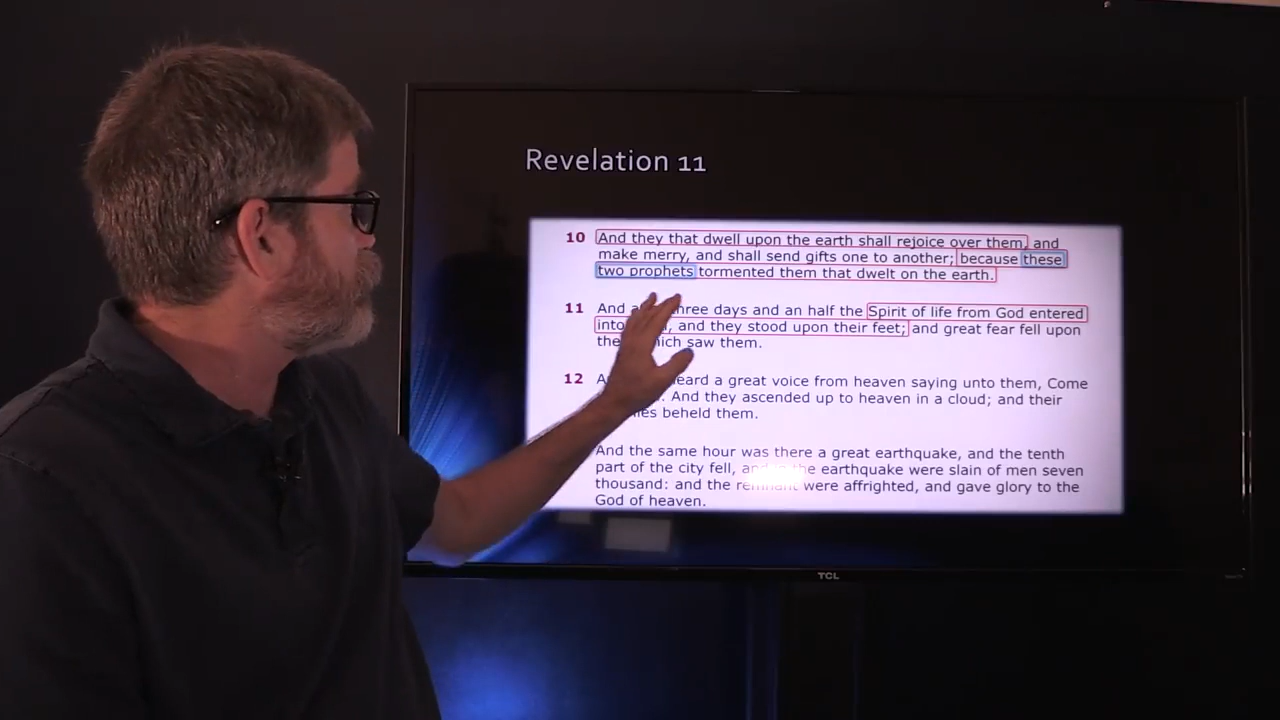 Revelation 11
10 And they that dwell upon the earth shall rejoice over them, and
make merry, and shall send gifts one to another; because these
two prophets tormented them that dwelt on the earth.
11 And three days and an half the Spirit of life from God entered
into , and they stood upon their feet; and great fear fell upon
which saw them.
12 heard a great voice from heaven saying unto them, Come
. And they ascended up to heaven in a cloud; and their
beheld them.
And the same hour was there a great earthquake, and the tenth
part of the city fell, and in the earthquake were slain of men seven
thousand: and the remnant were affrighted, and gave glory to the
God of heaven.
TCL